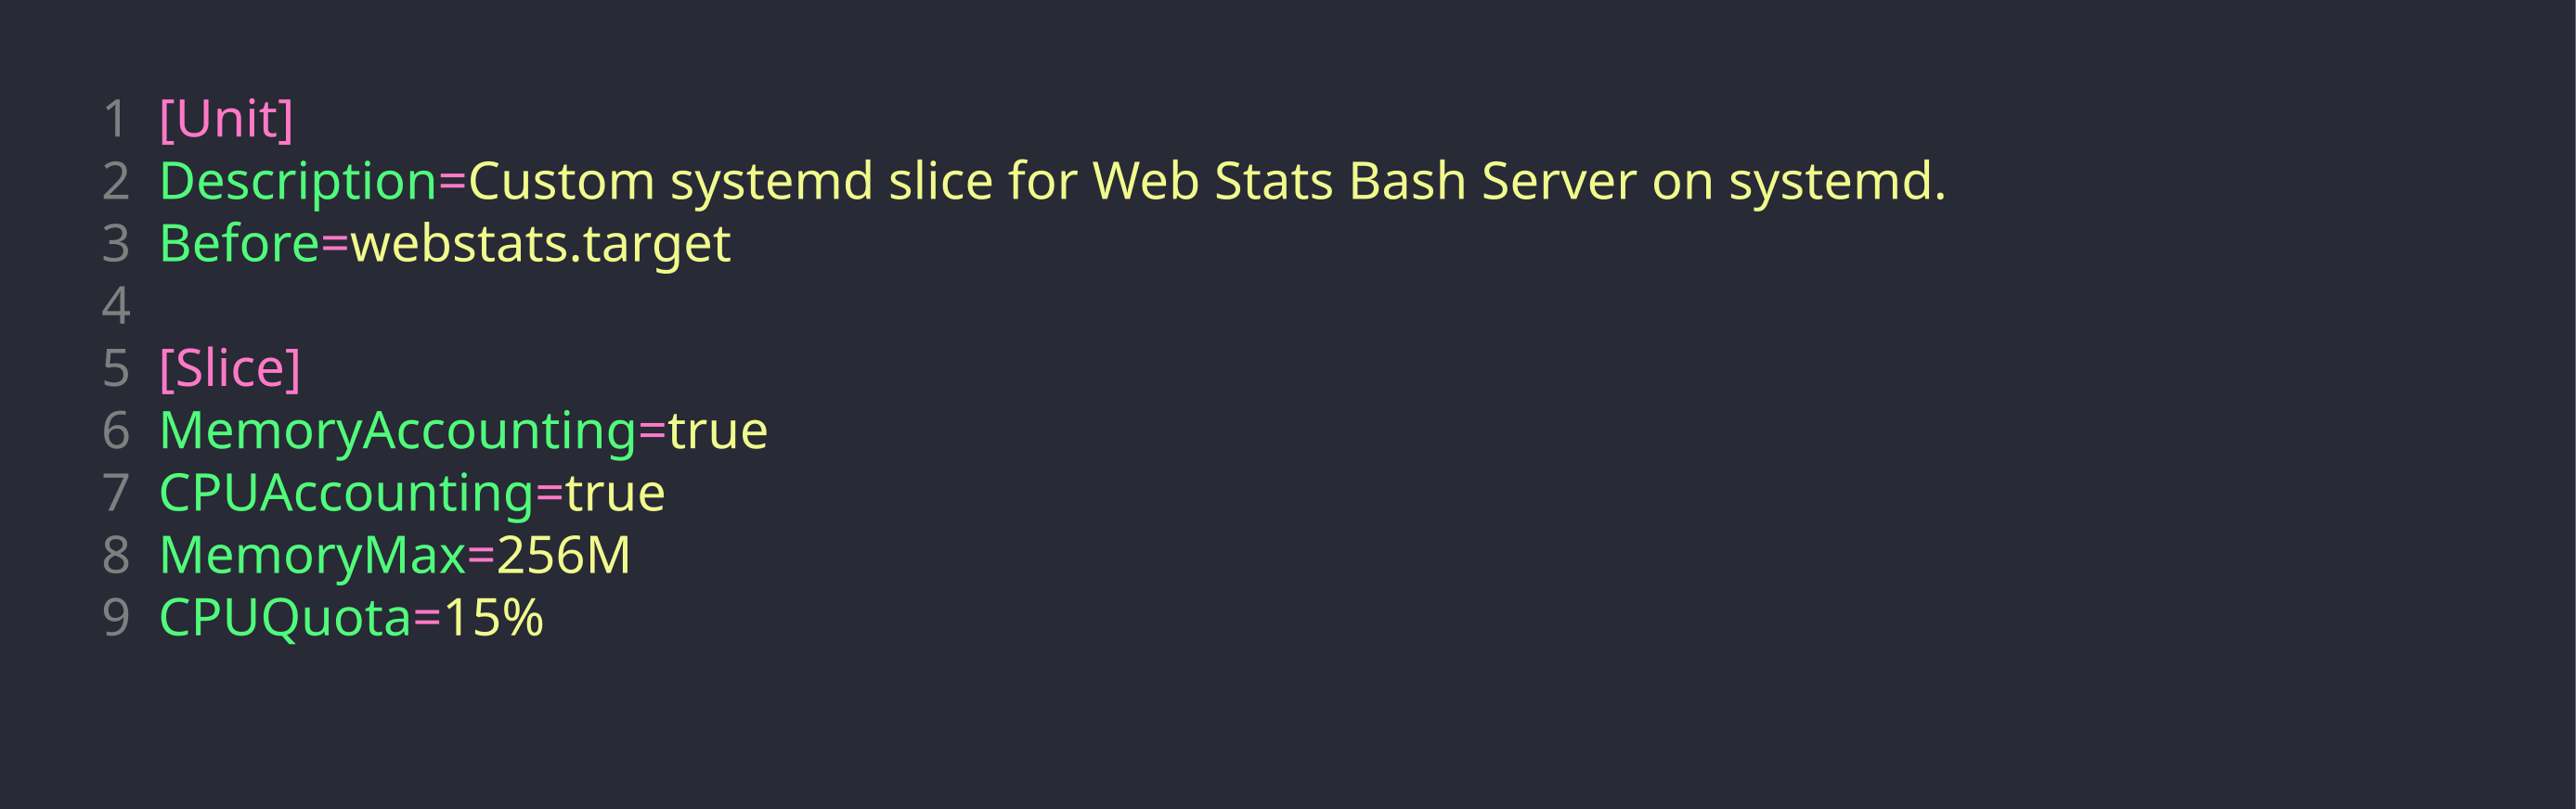 1 [Unit]
2 Description=Custom systemd slice for Web Stats Bash Server on systemd.
3 Before=webstats.target
4
5 [Slice]
6 MemoryAccounting=true
7 CPUAccounting=true
8 MemoryMax=256M
9 CPUQuota=15%